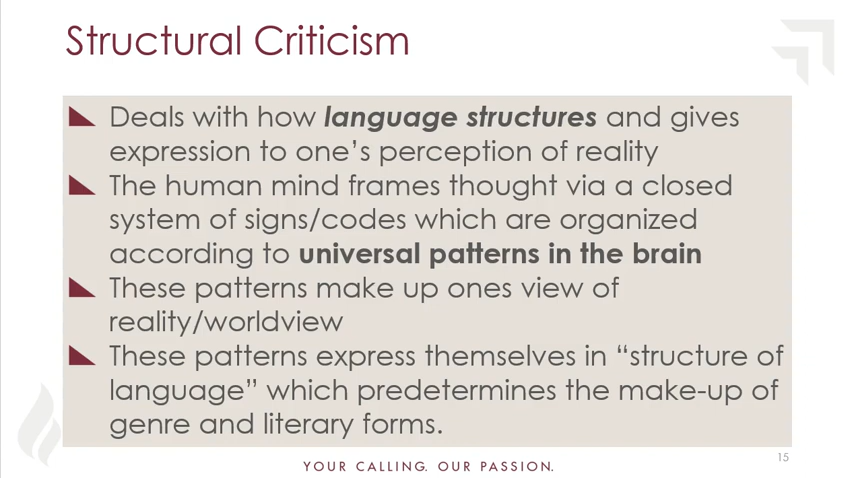 Structural Criticism
Deals with how language structures and gives
expression to one's perception of reality
The human mind frames thought via a closed
system of signs/codes which are organized
according to universal patterns in the brain
These patterns make up ones view of
reality/worldview
These patterns express themselves in “structure of
language” which predetermines the make-up of
genre and literary forms.
15
YOUR CALLING. OUR PASSION.